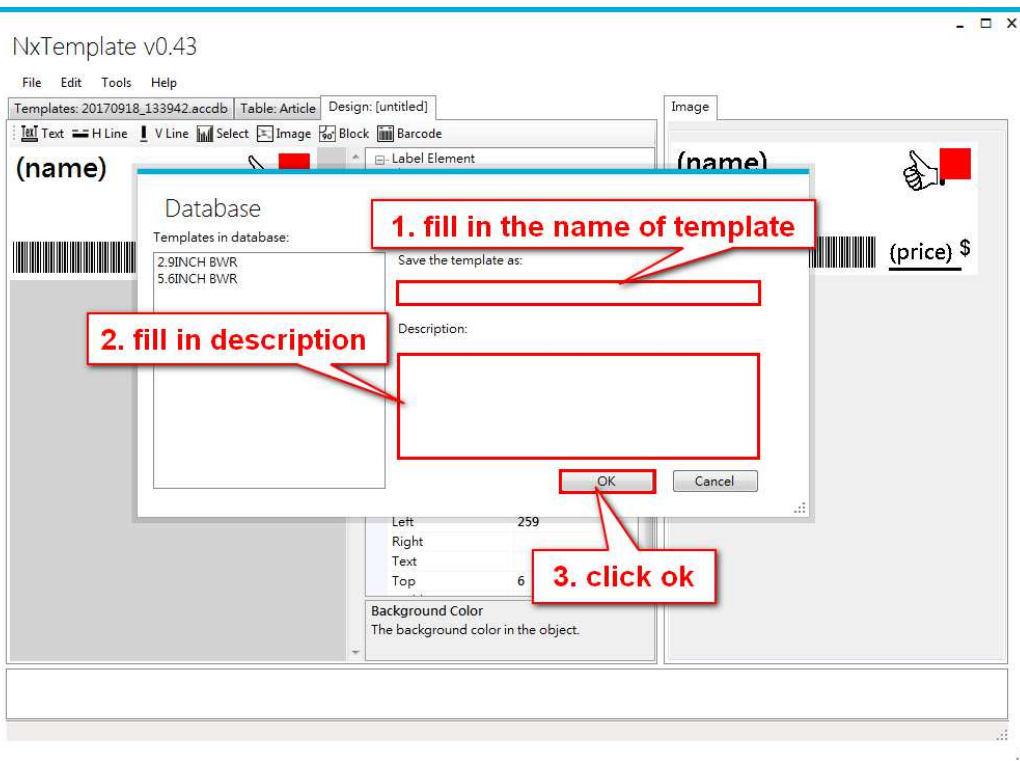 NxTemplate v0.43
File Edit Tools Help
Templates: 20170918_133942.accdb Table: Article Design: [untitled] Image
Text H Line V Line Select Image Block Barcode
Label Element
(name)
(name)
(price) $
Database
Templates in database:
2.9INCH BWR
5.6INCH BWR
1. fill in the name of template
Save the template as:
2. fill in description
Description:
OK Cancel
3. click ok
Left 259
Right
Text
Top 6
Background Color
The background color in the object.